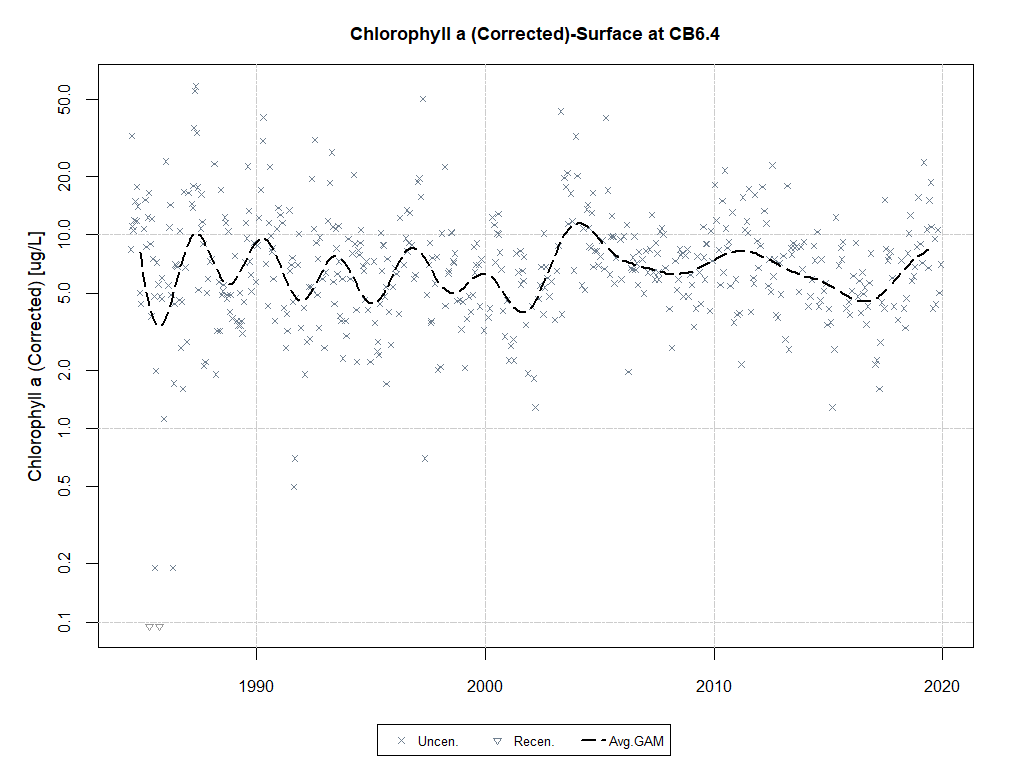 Chlorophyll a (Corrected)-Surface at CB6.4
Chlorophyll a (Corrected) [ug/L]
50.0
20.0
10.0
5.0
2.0
1.0
0.5
0.2
0.1
1990
2000
2010
2020
Uncen.
Recen.
Avg.GAM